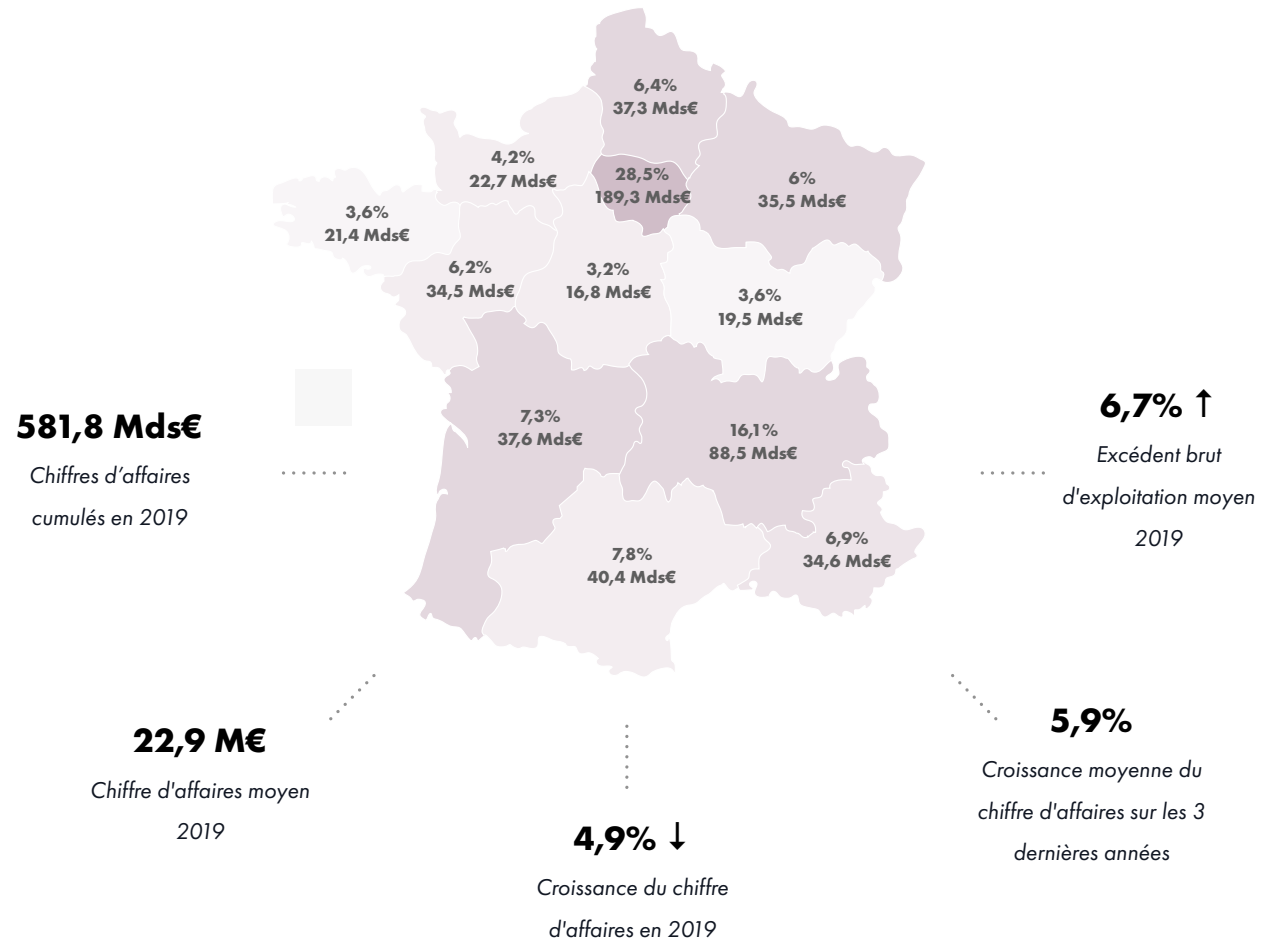 6,4%
37,3 Mds€
4,2%
22,7 Mds€
28,5%
189,3 Mds€
6%
35,5 Mds€
3,6%
21,4 Mds€
6,2%
34,5 Mds€
3,2%
16,8 Mds€
3,6%
19,5 Mds€
7,3%
37,6 Mds€
16,1%
88,5 Mds€
6,9%
34,6 Mds€
7,8%
40,4 Mds€
581,8 Mds€
Chiffres d’affaires
cumulés en 2019
6,7% ↑
Excédent brut
d'exploitation moyen
2019
22,9 M€
Chiffre d'affaires moyen
2019
4,9% ↓
Croissance du chiffre
d'affaires en 2019
5,9%
Croissance moyenne du
chiffre d'affaires sur les 3
dernières années